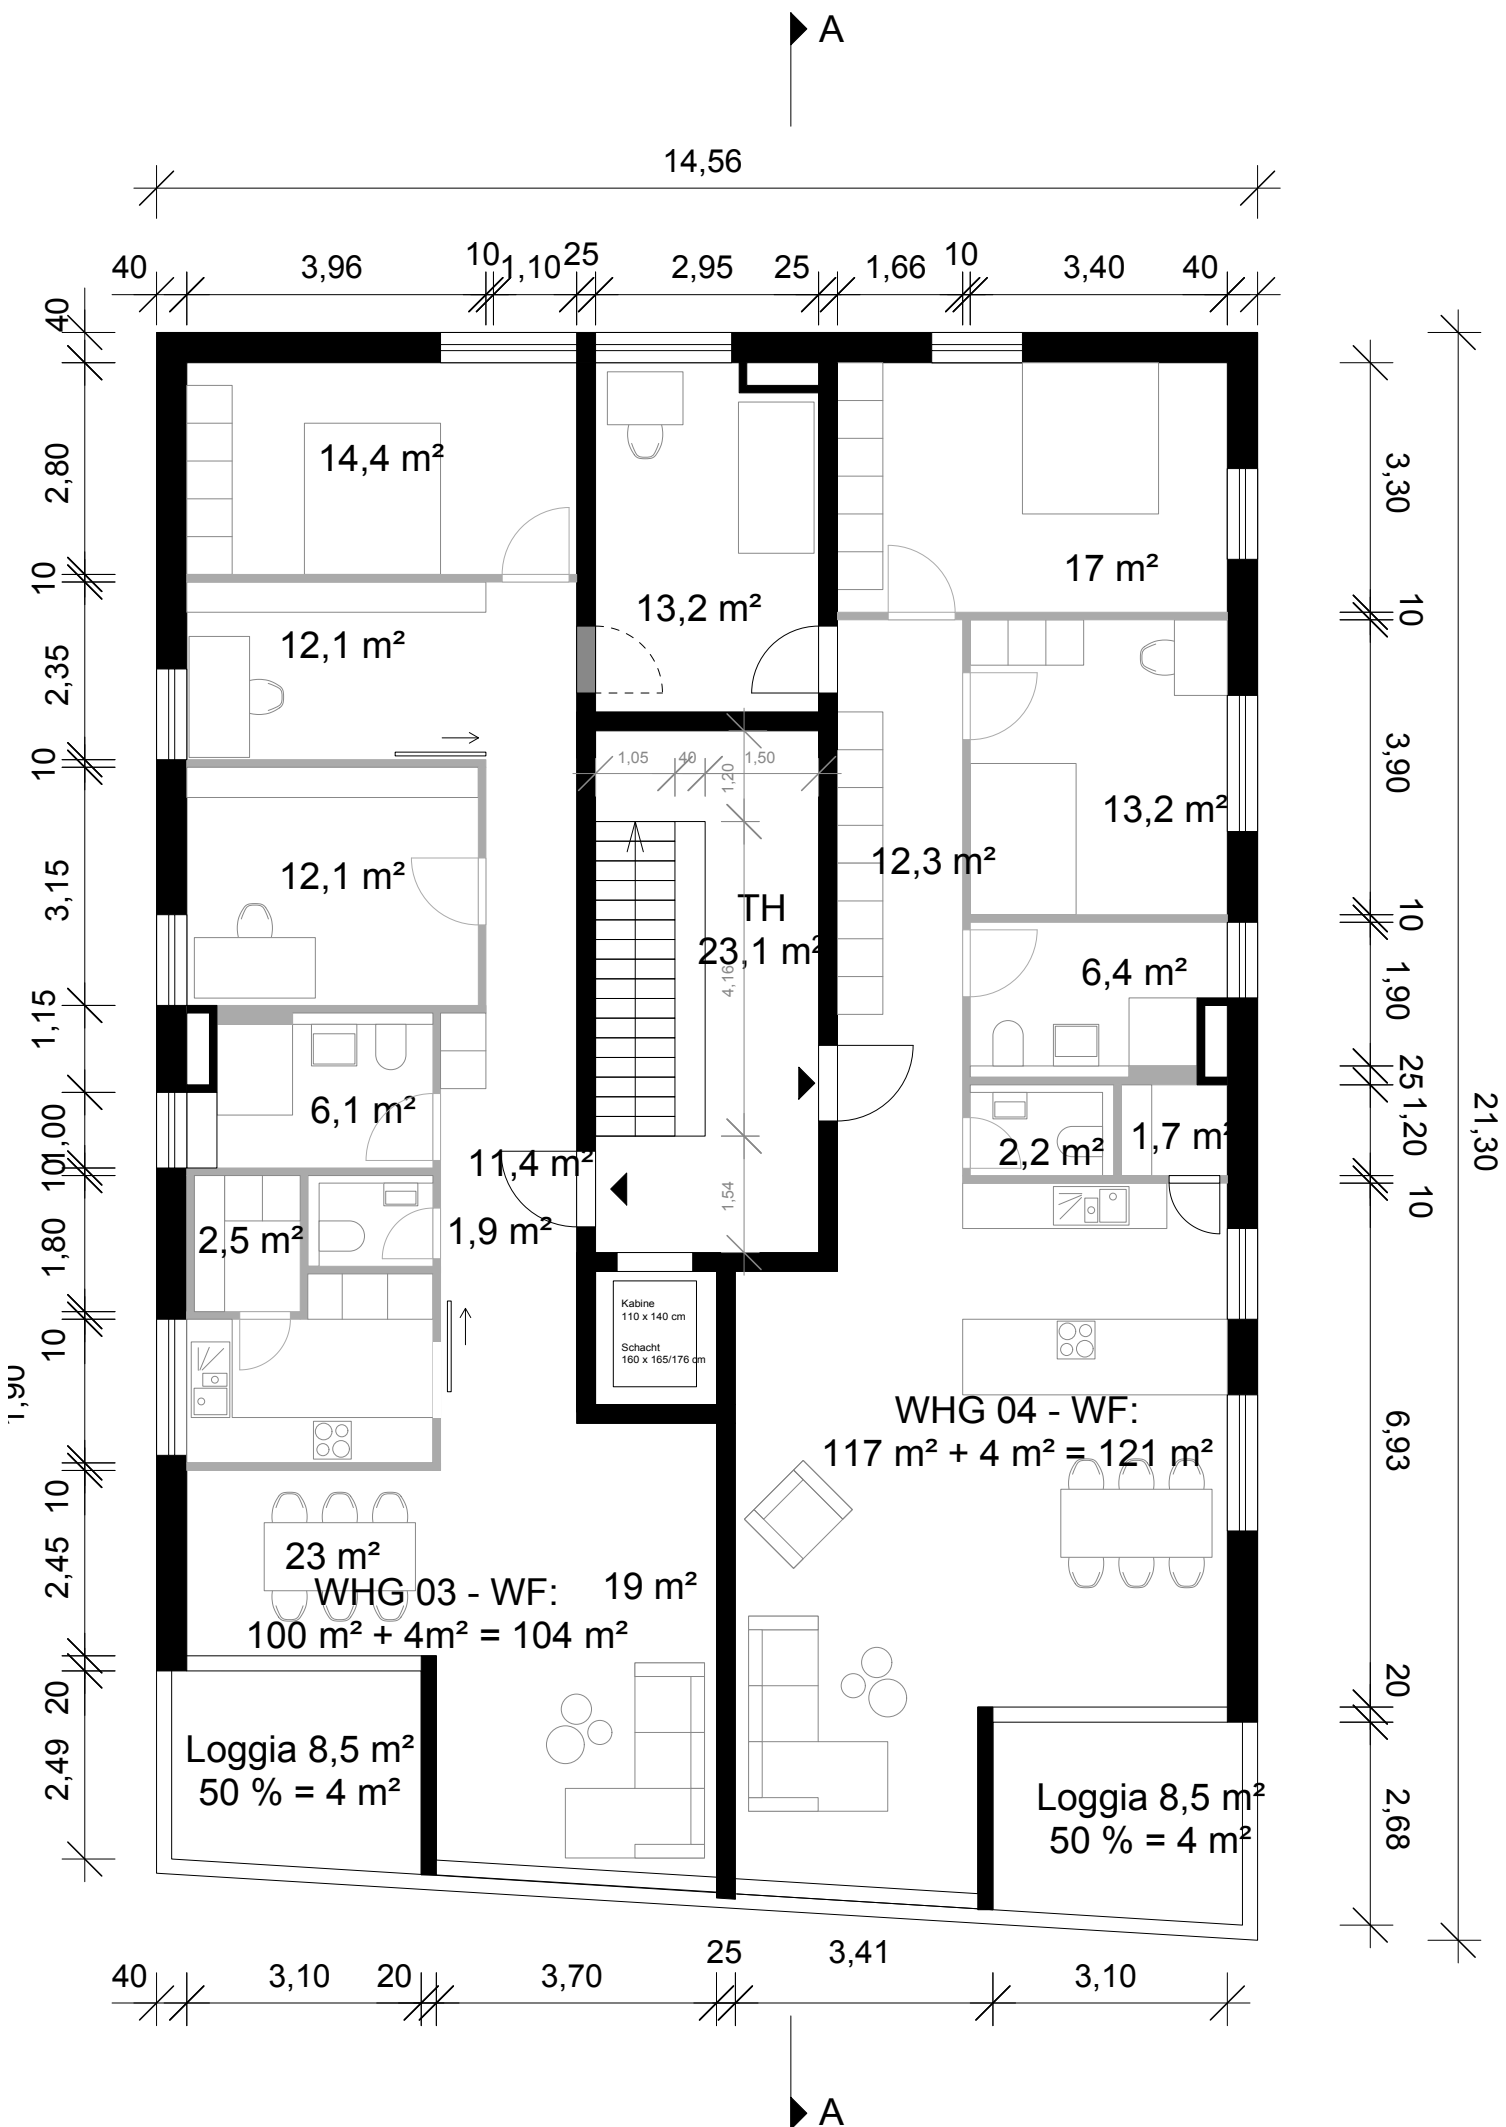 A
14,56
40
3,96
10
1,10
25
2,95
25
1,66
10
3,40
40
40
2,80
10
2,35
10
3,15
1,15
1,00
10
1,80
10
1,90
10
2,45
20
2,49
14,4 m²
12,1 m²
12,1 m²
6,1 m²
11,4 m²
2,5 m²
1,9 m²
23 m²
WHG 03 - WF:
100 m² + 4m² = 104 m²
19 m²
Loggia 8,5 m²
50 % = 4 m²
13,2 m²
1,05
40
1,50
1,20
TH
23,1 m²
4,16
1,54
Kabine
110 x 140 cm
Schacht
160 x 165/176 cm
17 m²
13,2 m²
12,3 m²
6,4 m²
2,2 m²
1,7 m²
WHG 04 - WF:
117 m² + 4 m² = 121 m²
Loggia 8,5 m²
50 % = 4 m²
3,30
10
3,90
10
1,90
25
1,20
10
6,93
20
2,68
21,30
40
3,10
20
3,70
25
3,41
3,10
A